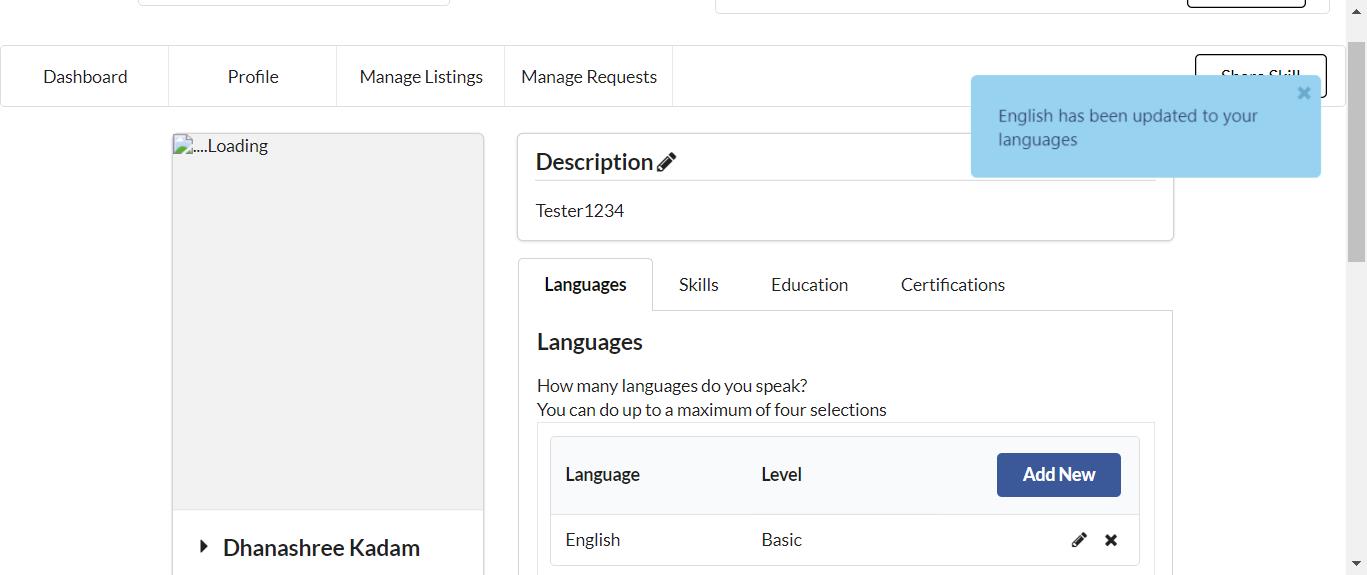 Dashboard
Profile
Manage Listings
Manage Requests
Share Skill
English has been updated to your
languages
....Loading
Description
Tester1234
Languages
Skills
Education
Certifications
Languages
How many languages do you speak?
You can do up to a maximum of four selections
Language
Level
Add New
English
Basic
Dhanashree Kadam